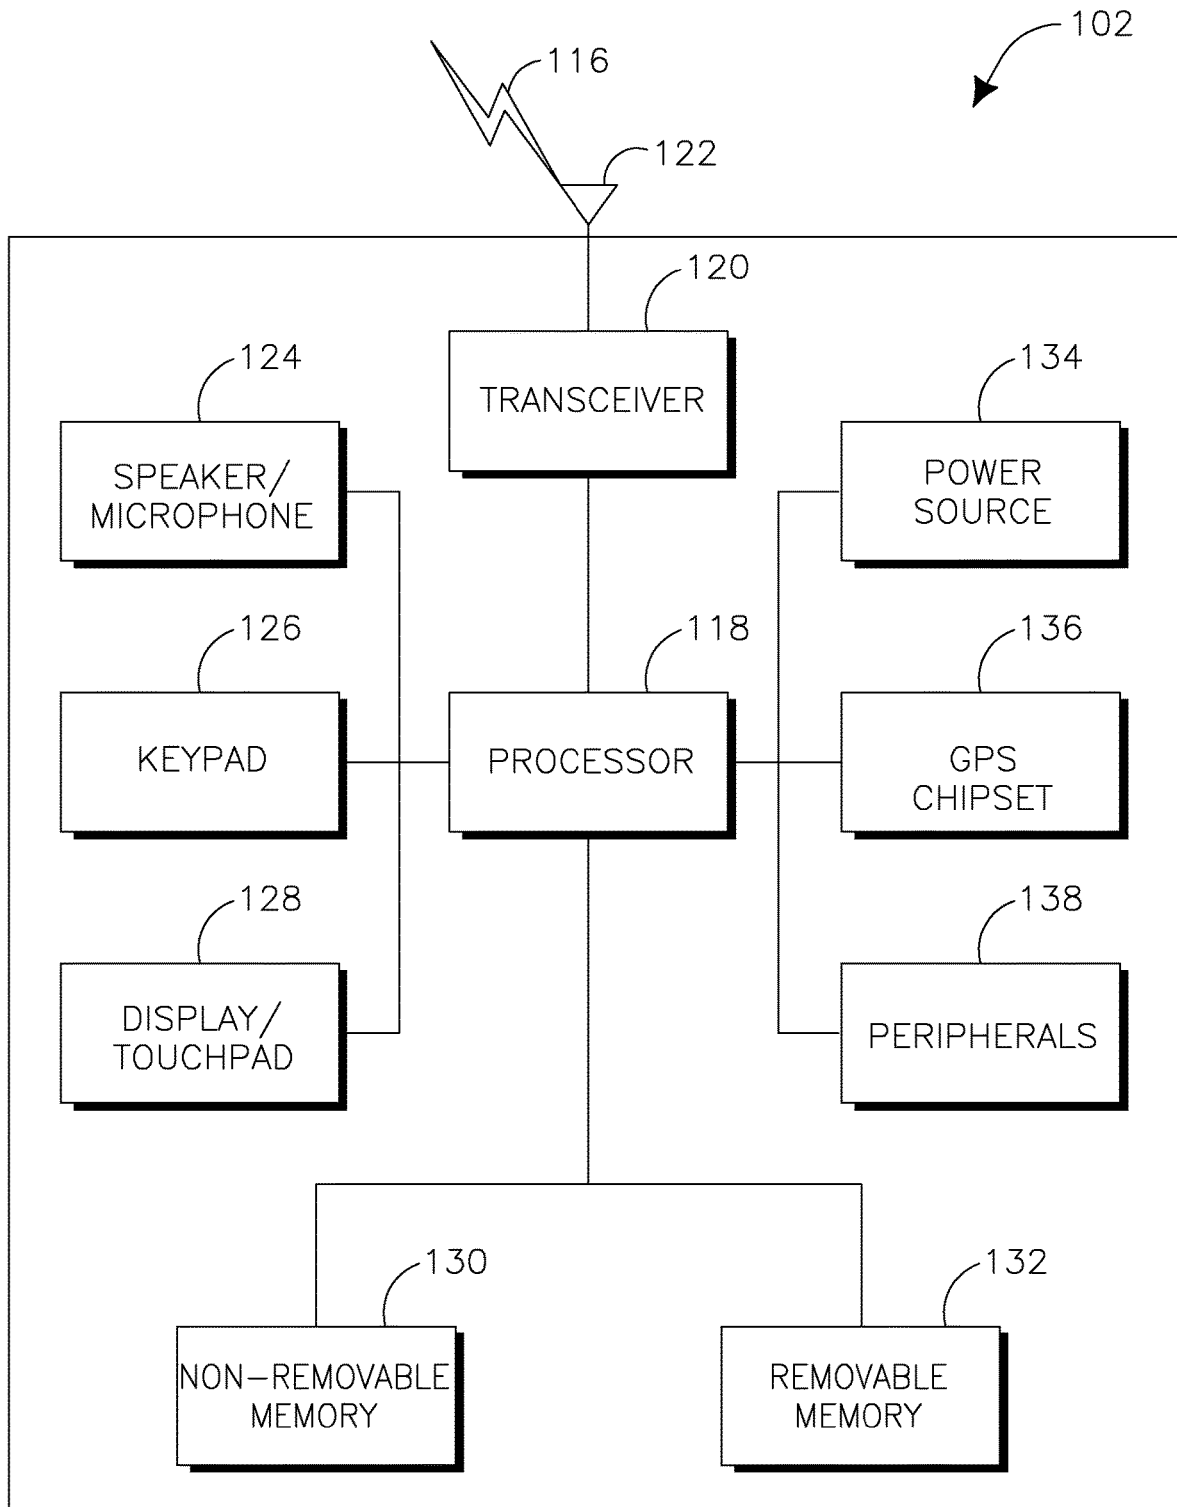 102
116
122
120
TRANSCEIVER
124
SPEAKER/
MICROPHONE
134
POWER
SOURCE
126
KEYPAD
118
PROCESSOR
136
GPS
CHIPSET
128
DISPLAY/
TOUCHPAD
138
PERIPHERALS
130
NON-REMOVABLE
MEMORY
132
REMOVABLE
MEMORY